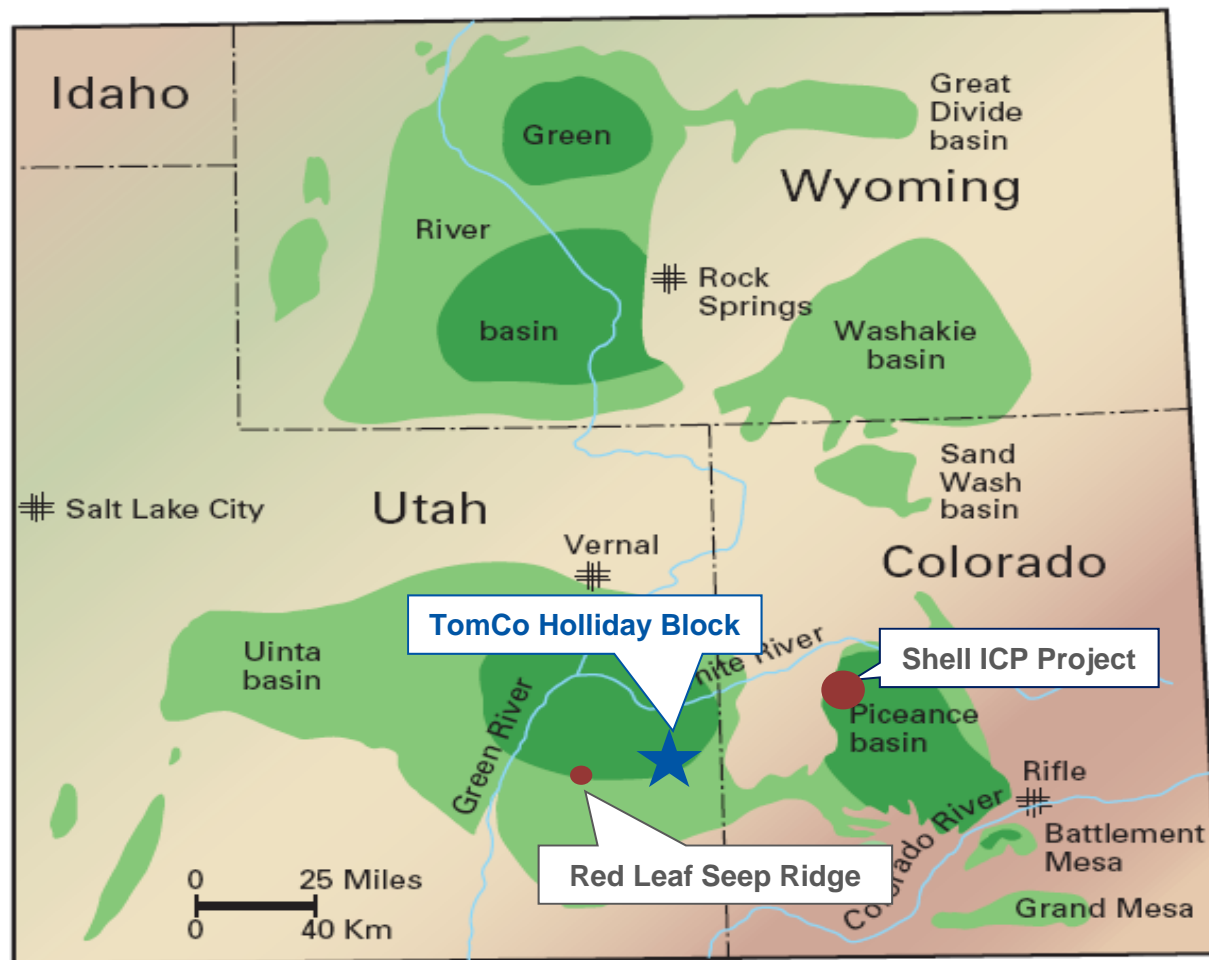 Idaho
Great
Divide
basin
Green
Wyoming
River
Rock
Springs
basin
Washakie
basin
Sand
Wash
basin
Salt Lake City
Utah
Vernal
Colorado
TomCo Holliday Block
River
Shell ICP Project
Uinta
basin
Green River
Piceance
basin
Rifle
Colorado River
Battlement
Mesa
Red Leaf Seep Ridge
Grand Mesa
0 25 Miles
0 40 Km